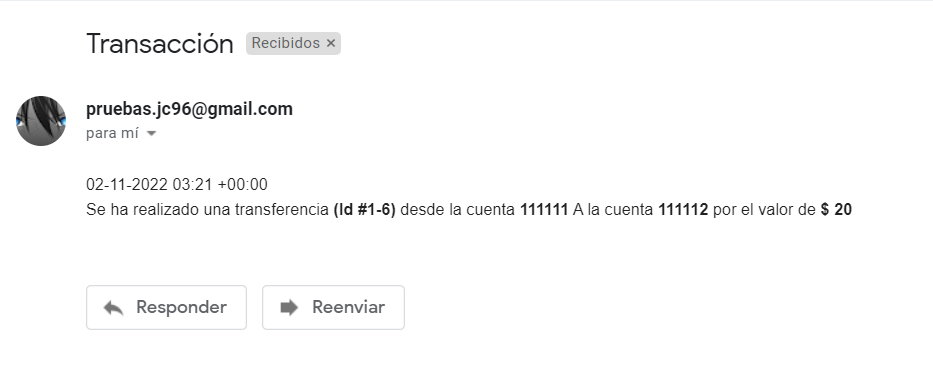 Transacción Recibidos ×
pruebas.jc96@gmail.com
para mí
02-11-2022 03:21 +00:00
Se ha realizado una transferencia (Id #1-6) desde la cuenta 111111 A la cuenta 111112 por el valor de $ 20
Responder Reenviar